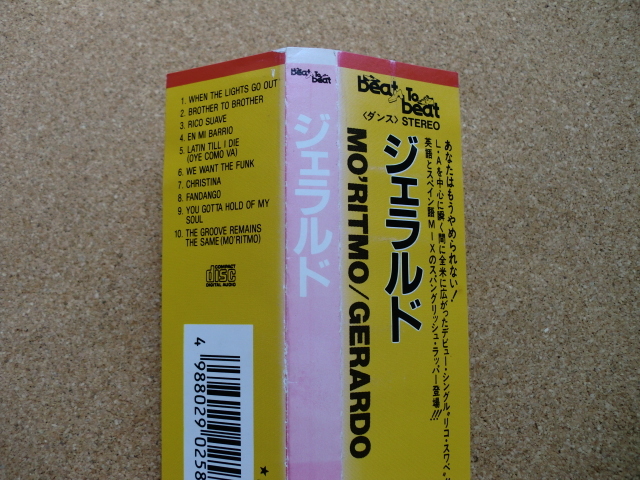 1. WHEN THE LIGHTS GO OUT
2. BROTHER TO BROTHER
3. RICO SUAVE
4. EN MI BARRIO
5. LATIN TILL I DIE
(OYE COMO VA)
6. WE WANT THE FUNK
7. CHRISTINA
8. FANDANGO
9. YOU GOTTA HOLD OF MY
SOUL
10. THE GROOVE REMAINS
THE SAME (MO'RITMO)
COMPACT
disc
DIGITAL AUDIO
4 988029 0258
beat To beat
ジェラルド
beat To
beat
〈ダンス〉 STEREO
ジェラルド
MO'RITMO/GERARDO
あなたはもうやめられない!
L・Aを中心に瞬く間に全米に広がったデビュー・シングル“リコ・スワベ”
英語とスペイン語MIXのスパングリッシュ・ラッパー登場!!!
★